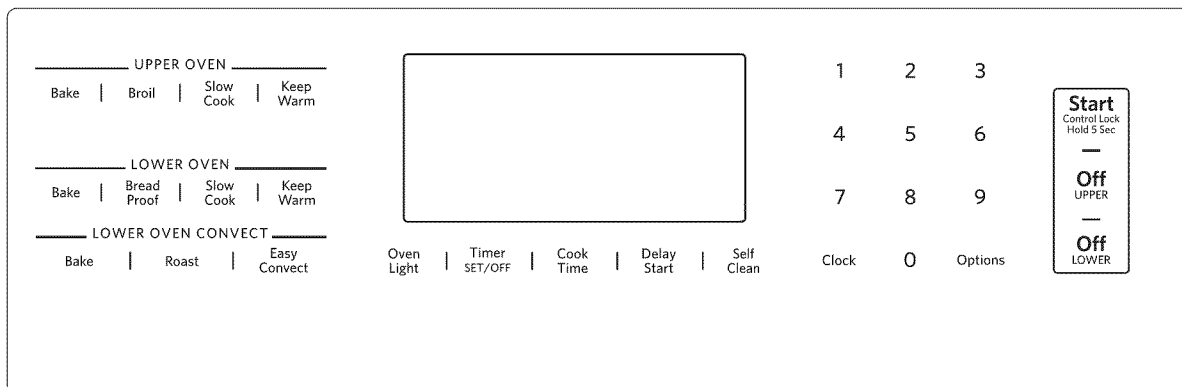 UPPER OVEN
Bake | Broil | Slow Cook | Keep Warm
LOWER OVEN
Bake | Bread Proof | Slow Cook | Keep Warm
LOWER OVEN CONVECT
Bake | Roast | Easy Convect
Oven Light | Timer SET/OFF | Cook Time | Delay Start | Self Clean
1 2 3
4 5 6
7 8 9
Clock 0 Options
Start
Control Lock
Hold 5 Sec
Off
UPPER
Off
LOWER